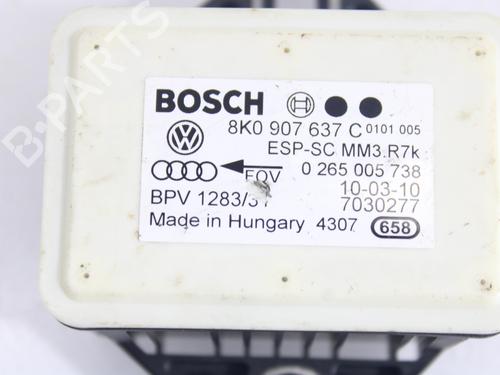 B-PARTS
BOSCH
8K0 907 637 C 0101 005
ESP-SC MM3.R7k
0 265 005 738
FOV
10-03-10
BPV 1283/31
7030277
Made in Hungary 4307 658